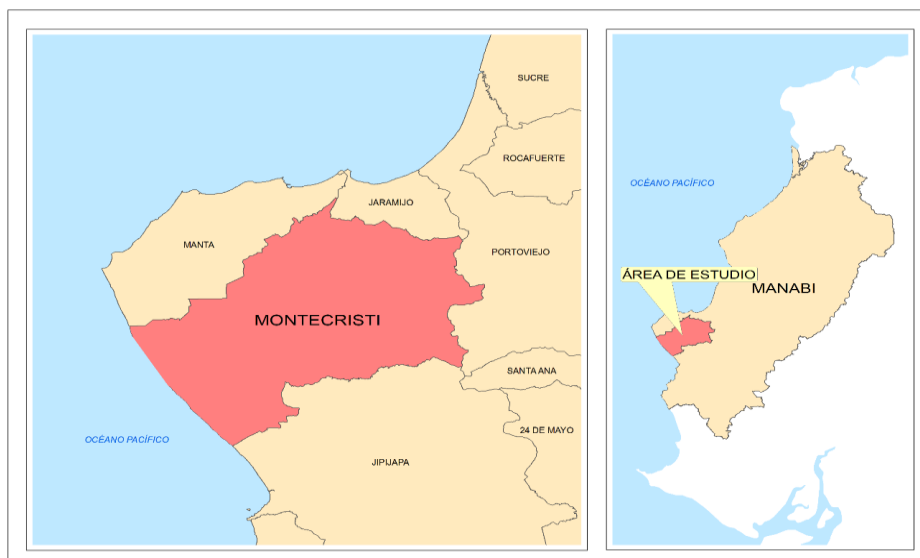 SUCRE
ROCAFUERTE
JARAMIJO
MANTA
PORTOVIEJO
MONTECRISTI
SANTA ANA
24 DE MAYO
OCÉANO PACÍFICO
JIPIJAPA
OCÉANO PACÍFICO
ÁREA DE ESTUDIO
MANABI